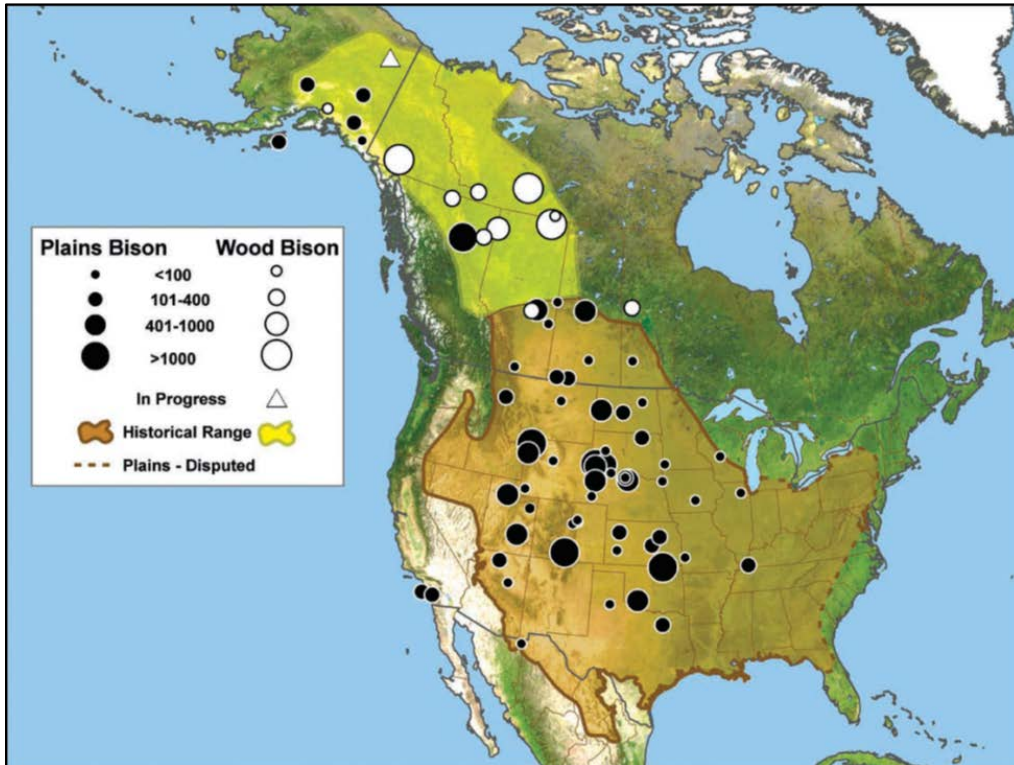 Plains Bison Wood Bison
<100
101-400
401-1000
>1000
In Progress
Historical Range
Plains - Disputed